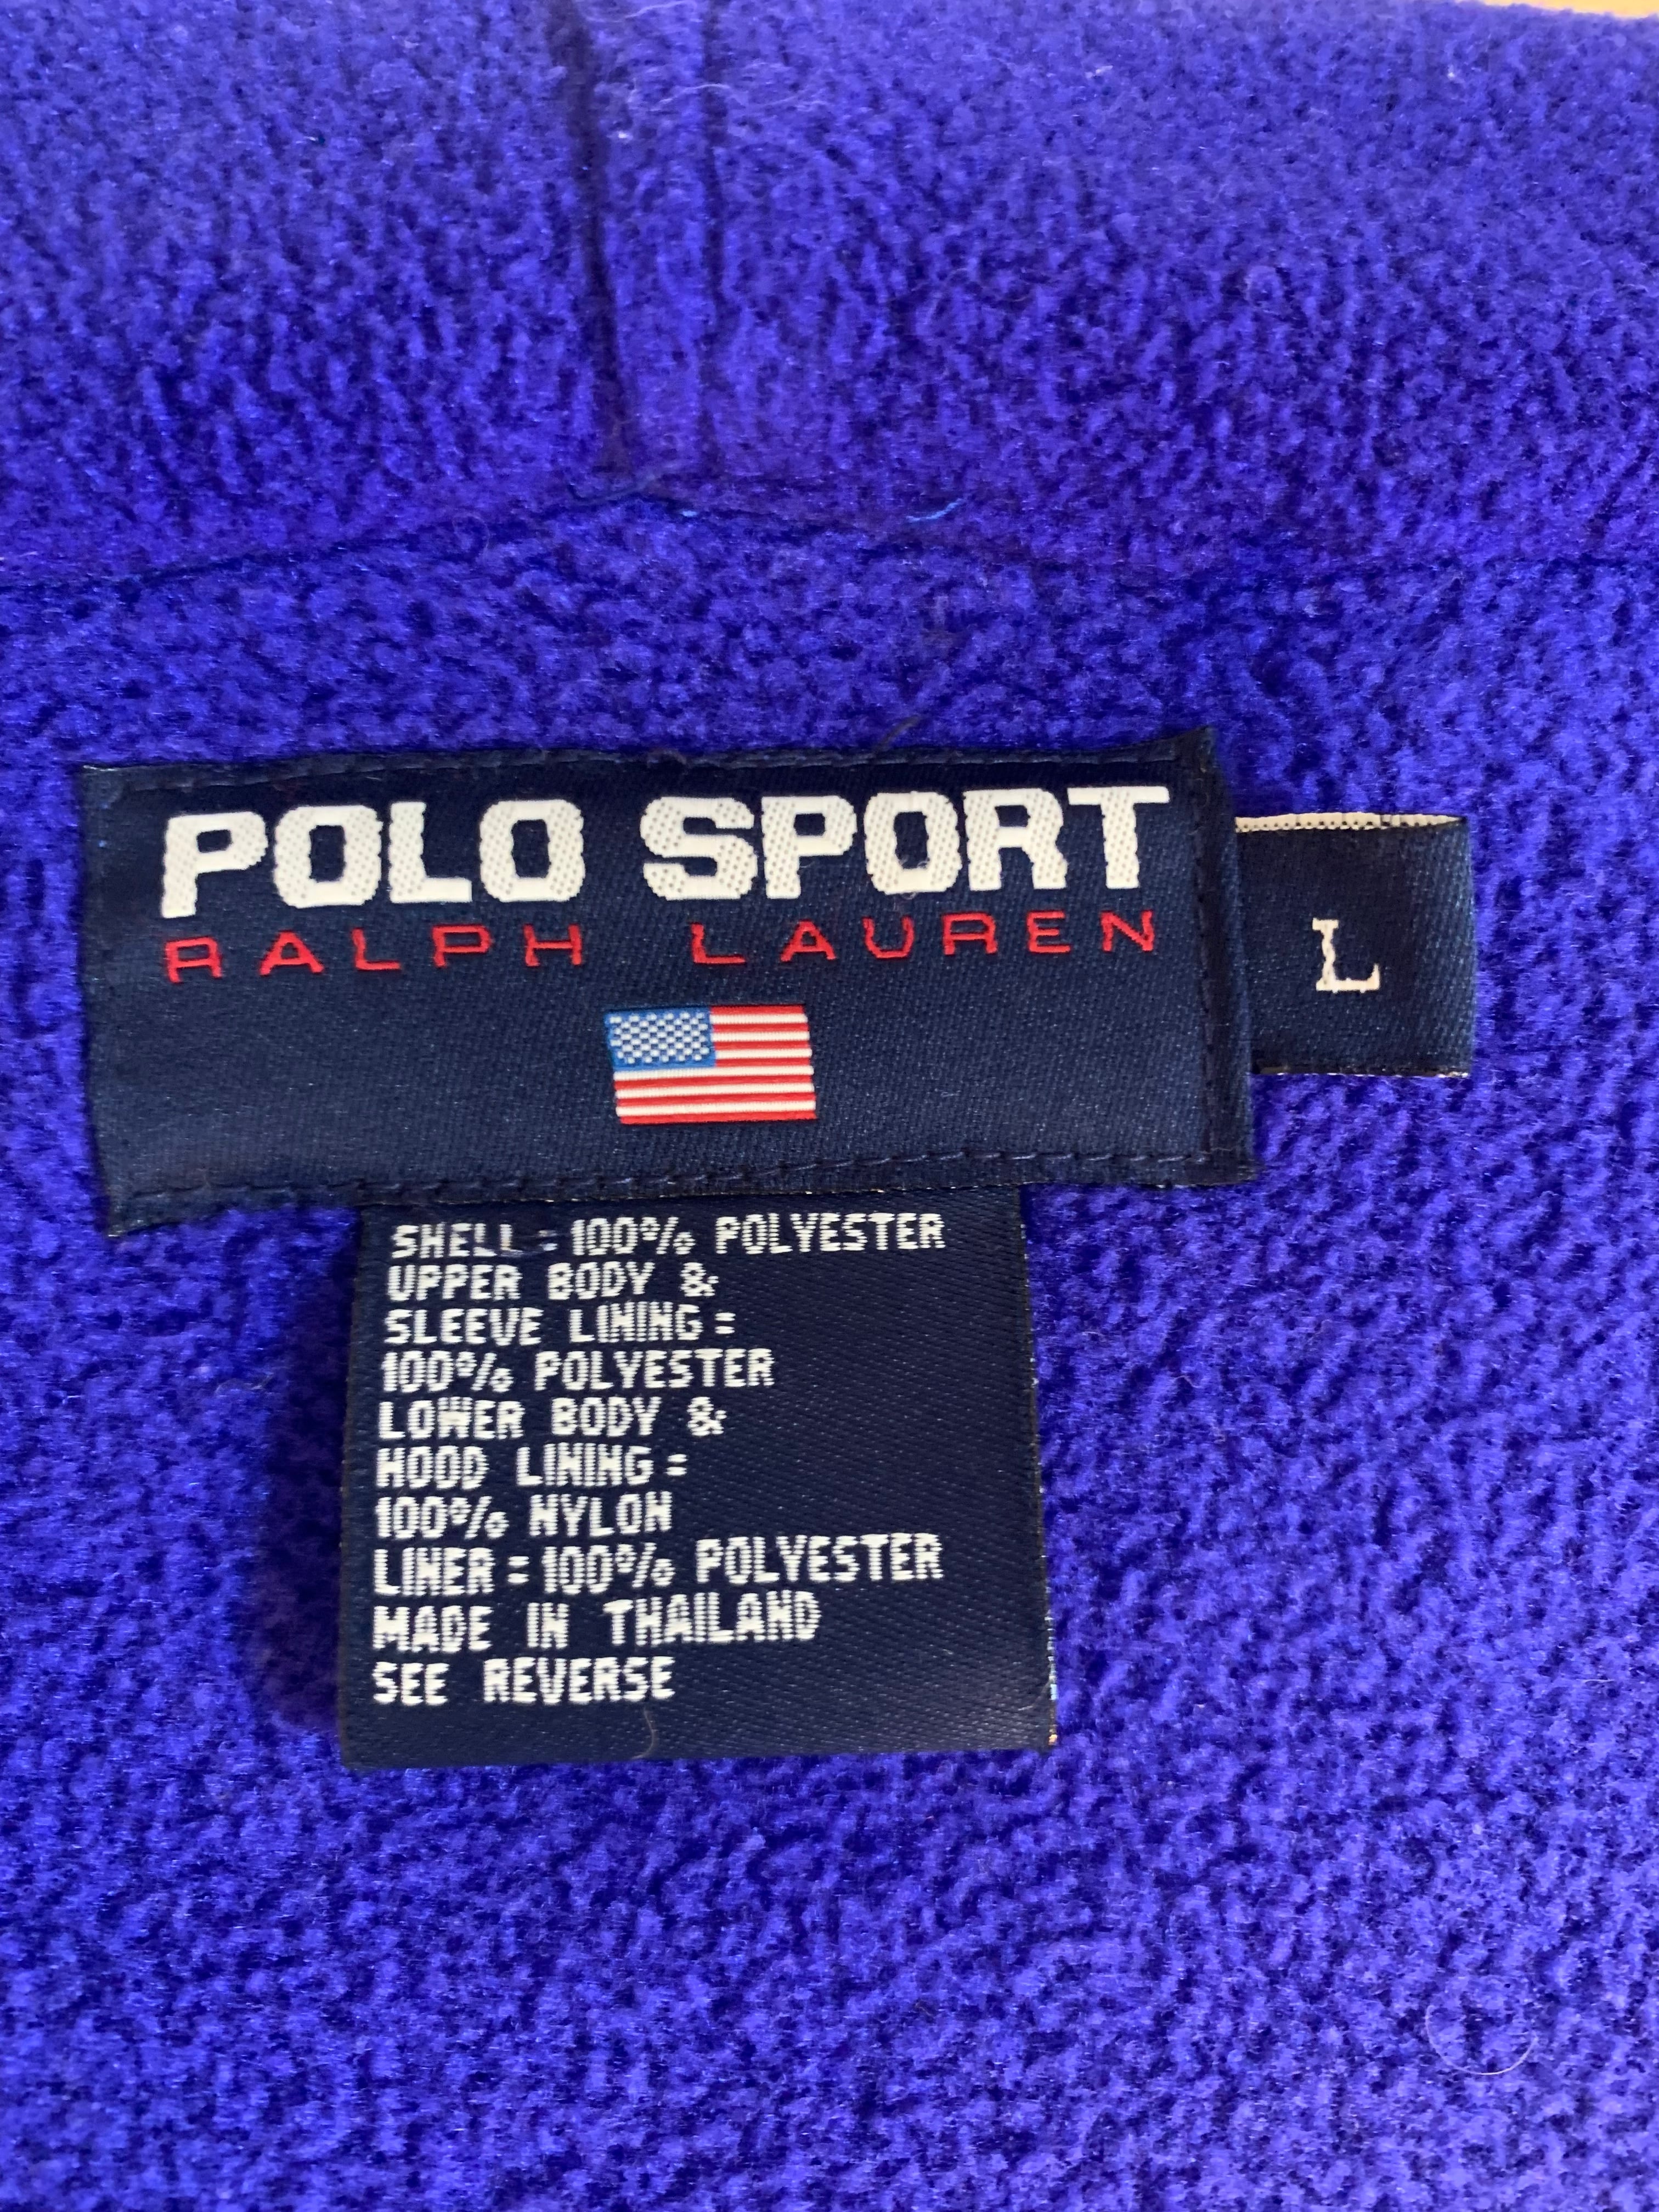 POLO SPORT
RALPH LAUREN
L
SHELL = 100% POLYESTER
UPPER BODY &
SLEEVE LINING =
100% POLYESTER
LOWER BODY &
HOOD LINING =
100% NYLON
LINER = 100% POLYESTER
MADE IN THAILAND
SEE REVERSE